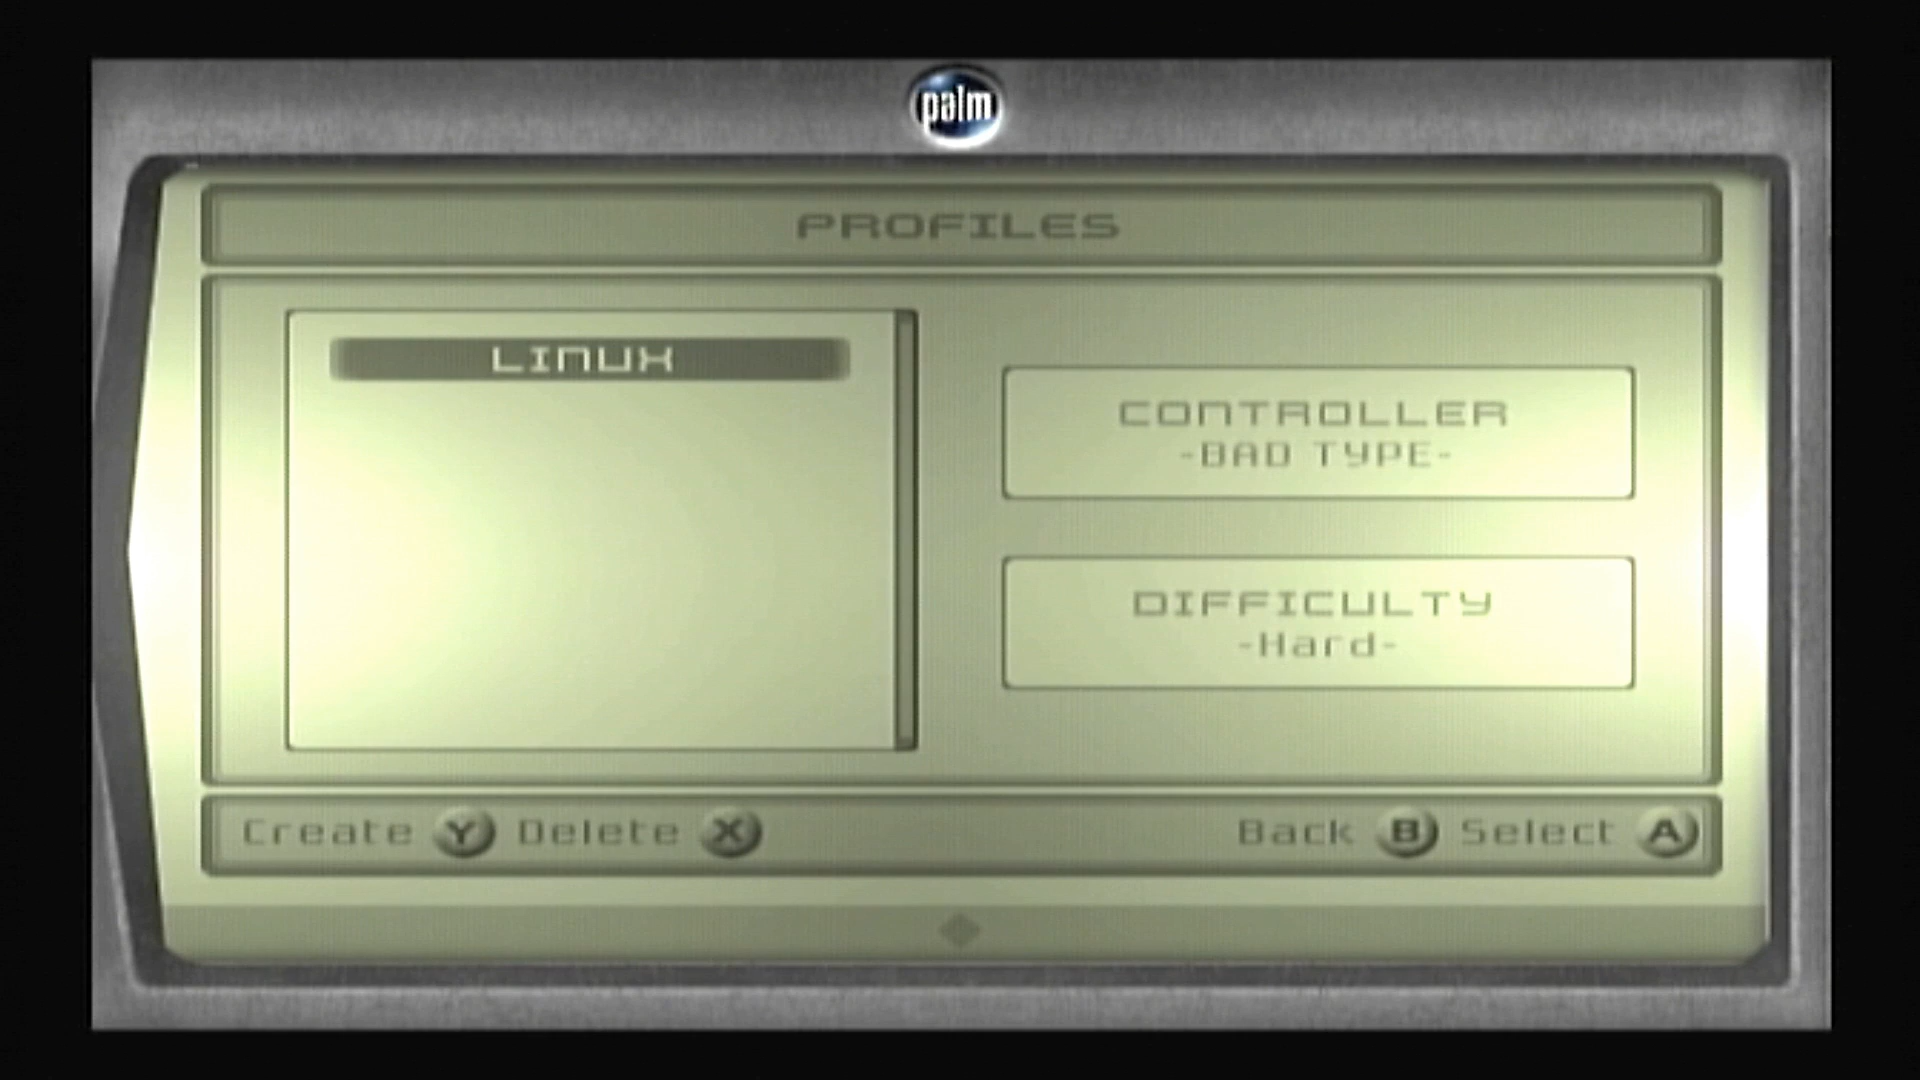 palm
PROFILES
LINUX
CONTROLLER
-BAD TYPE-
DIFFICULTY
-Hard-
Create Y Delete X
Back B Select A